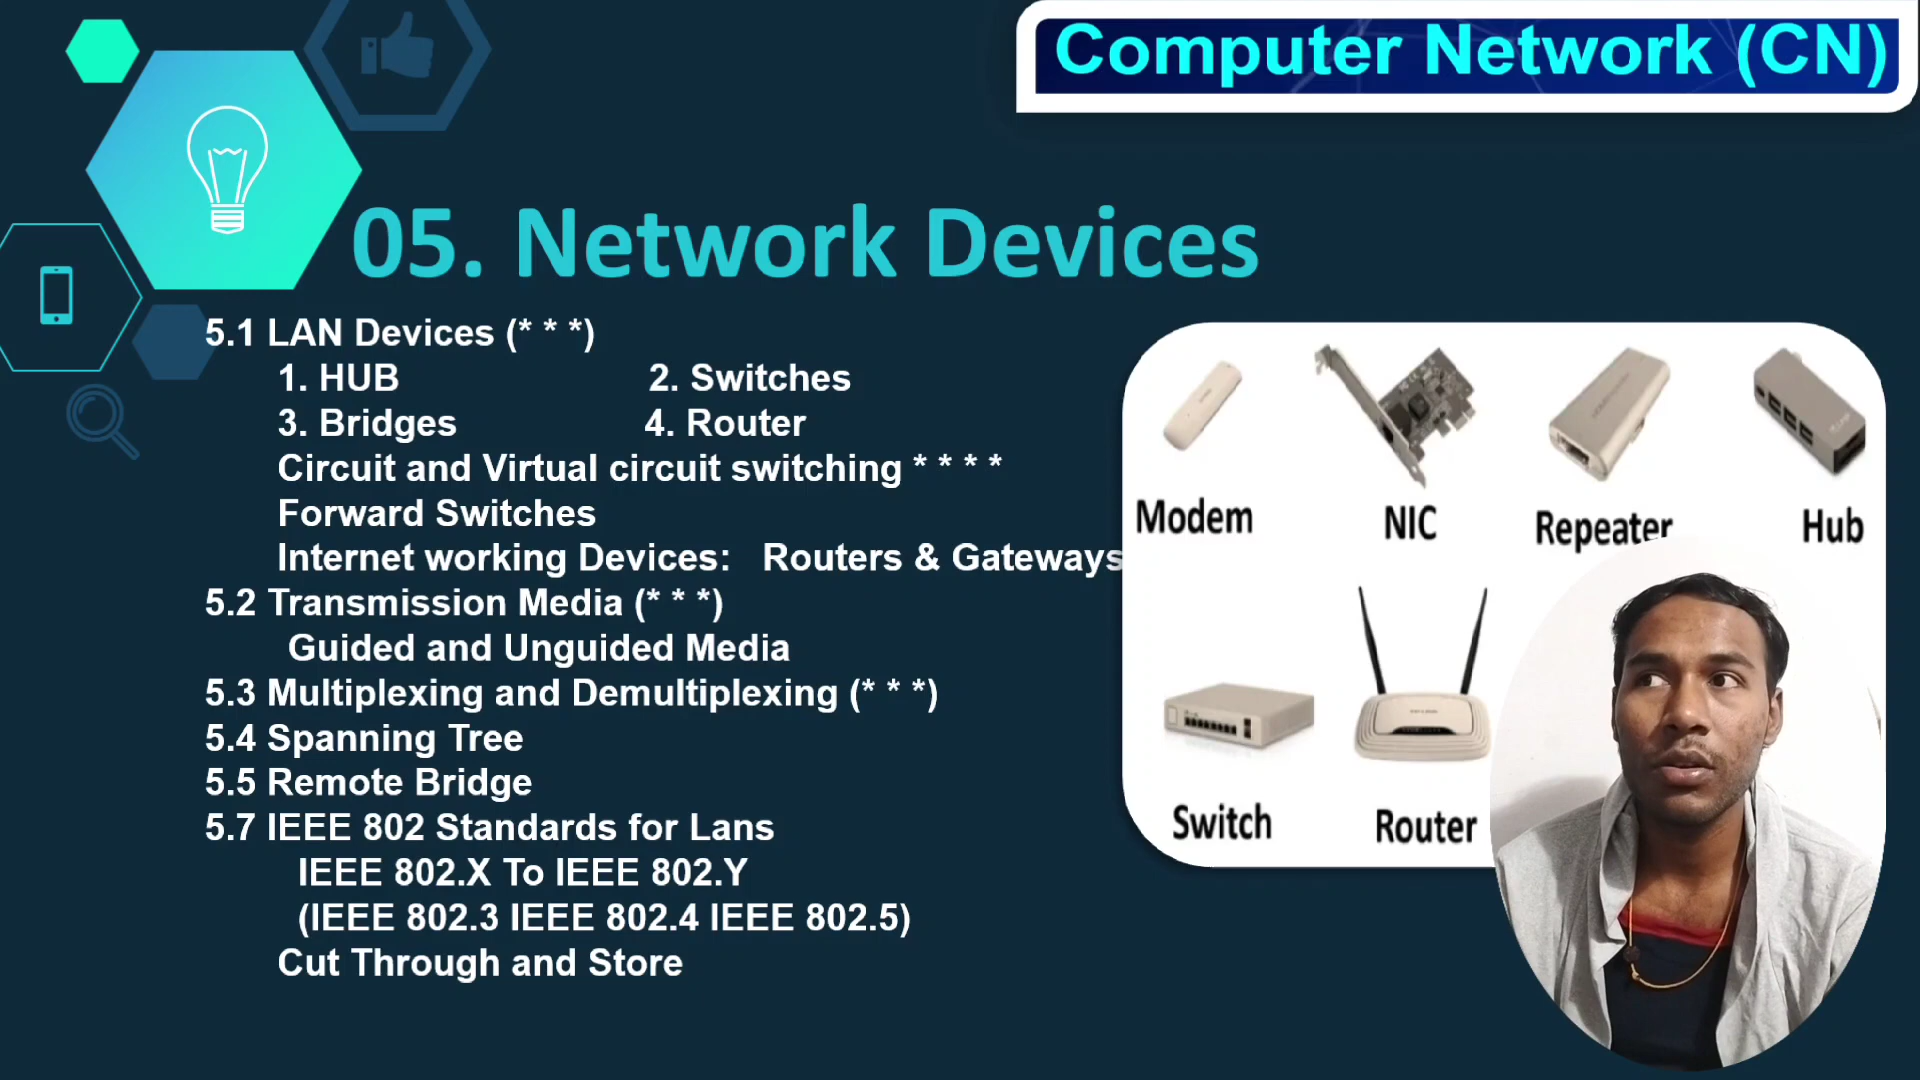 Computer Network (CN)
05. Network Devices
5.1 LAN Devices (* * *)
1. HUB 2. Switches
3. Bridges 4. Router
Circuit and Virtual circuit switching * * * *
Forward Switches
Internet working Devices: Routers & Gateways
5.2 Transmission Media (* * *)
Guided and Unguided Media
5.3 Multiplexing and Demultiplexing (* * *)
5.4 Spanning Tree
5.5 Remote Bridge
5.7 IEEE 802 Standards for Lans
IEEE 802.X To IEEE 802.Y
(IEEE 802.3 IEEE 802.4 IEEE 802.5)
Cut Through and Store
Modem NIC Repeater Hub
Switch Router